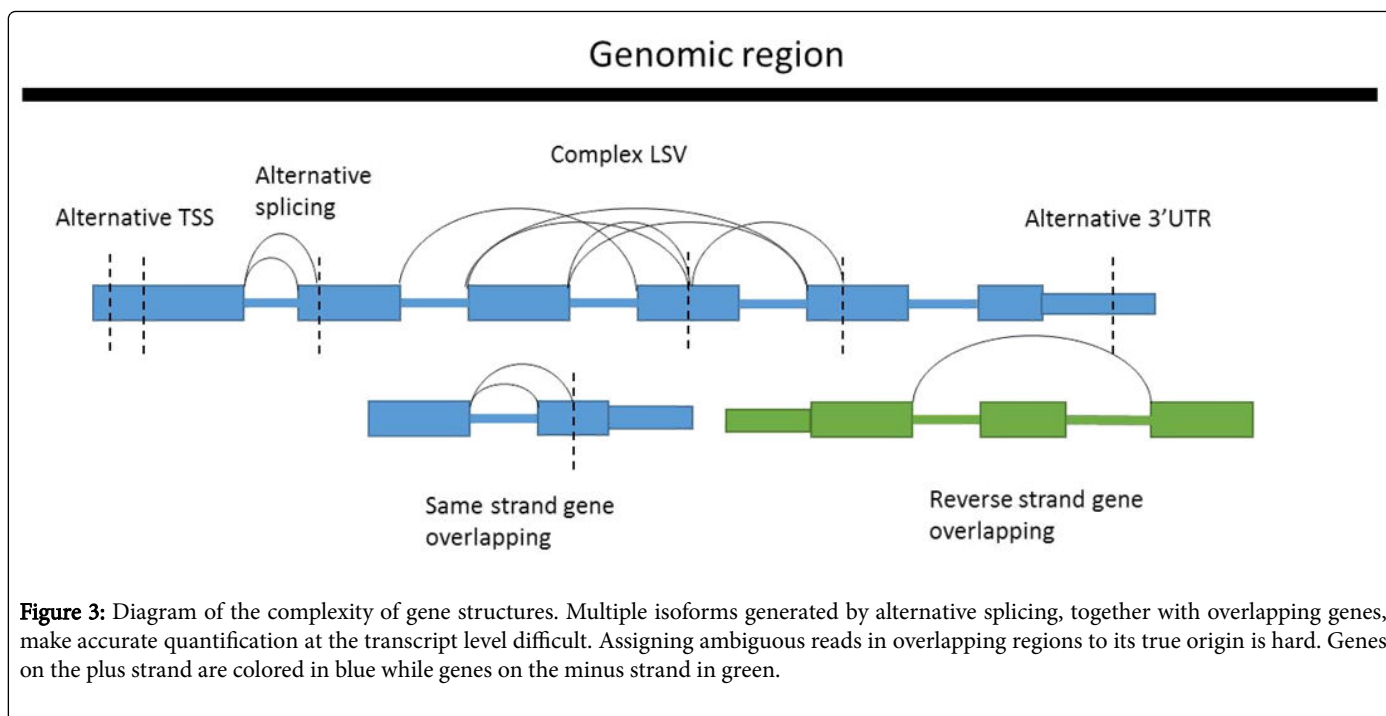 Genomic region
Complex LSV
Alternative
splicing
Alternative TSS
Alternative 3'UTR
Same strand gene
overlapping
Reverse strand gene
overlapping
Figure 3: Diagram of the complexity of gene structures. Multiple isoforms generated by alternative splicing, together with overlapping genes,
make accurate quantification at the transcript level difficult. Assigning ambiguous reads in overlapping regions to its true origin is hard. Genes
on the plus strand are colored in blue while genes on the minus strand in green.